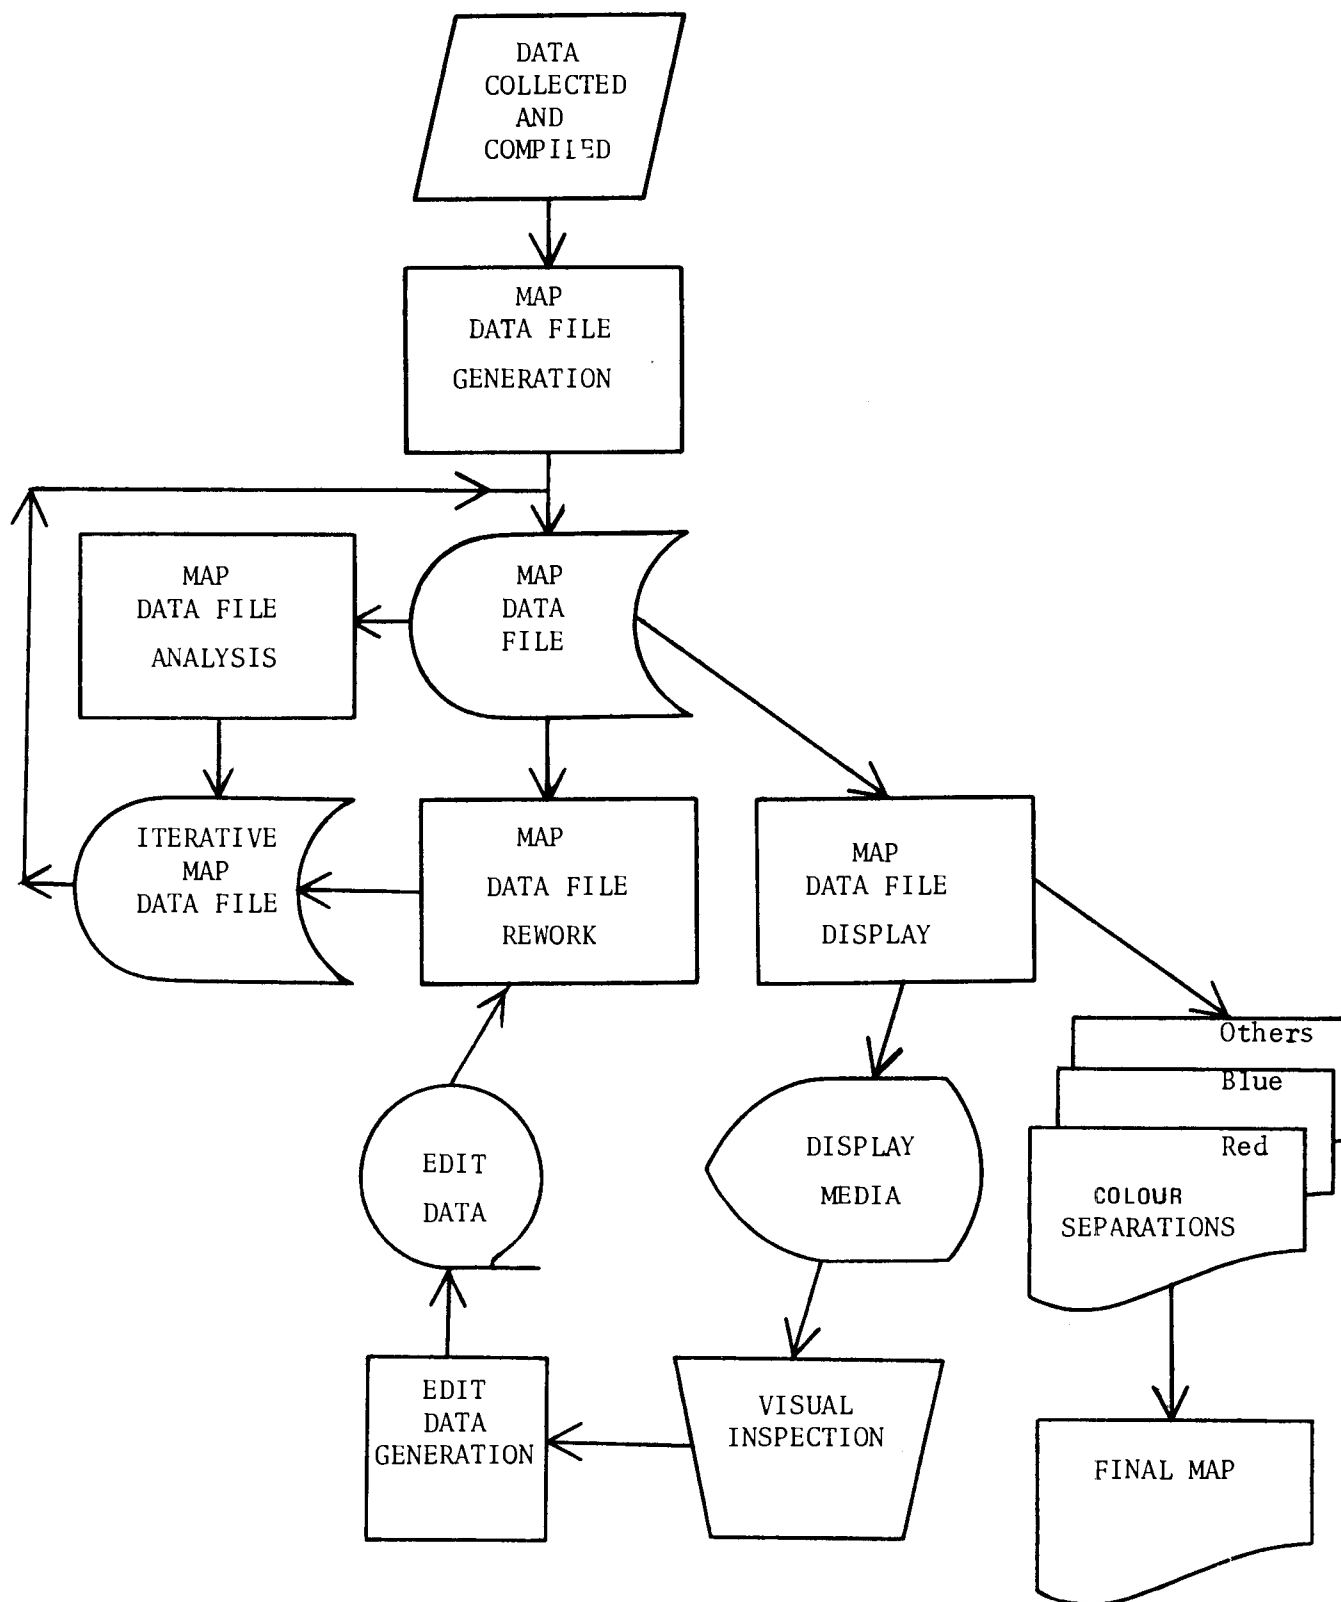 DATA
COLLECTED
AND
COMPILED
MAP
DATA FILE
GENERATION
MAP
DATA FILE
ANALYSIS
MAP
DATA
FILE
ITERATIVE
MAP
DATA FILE
MAP
DATA FILE
REWORK
MAP
DATA FILE
DISPLAY
Others
Blue
Red
COLOUR
SEPARATIONS
EDIT
DATA
DISPLAY
MEDIA
EDIT
DATA
GENERATION
VISUAL
INSPECTION
FINAL MAP